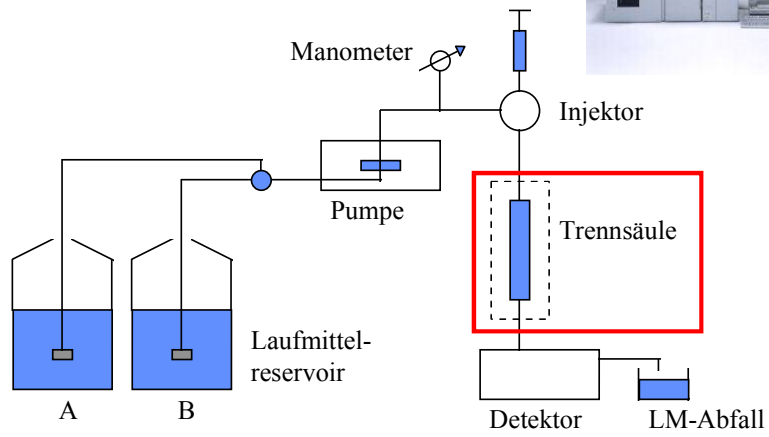 Manometer
Injektor
Pumpe
Trennsäule
Laufmittel-
reservoir
A B
Detektor LM-Abfall